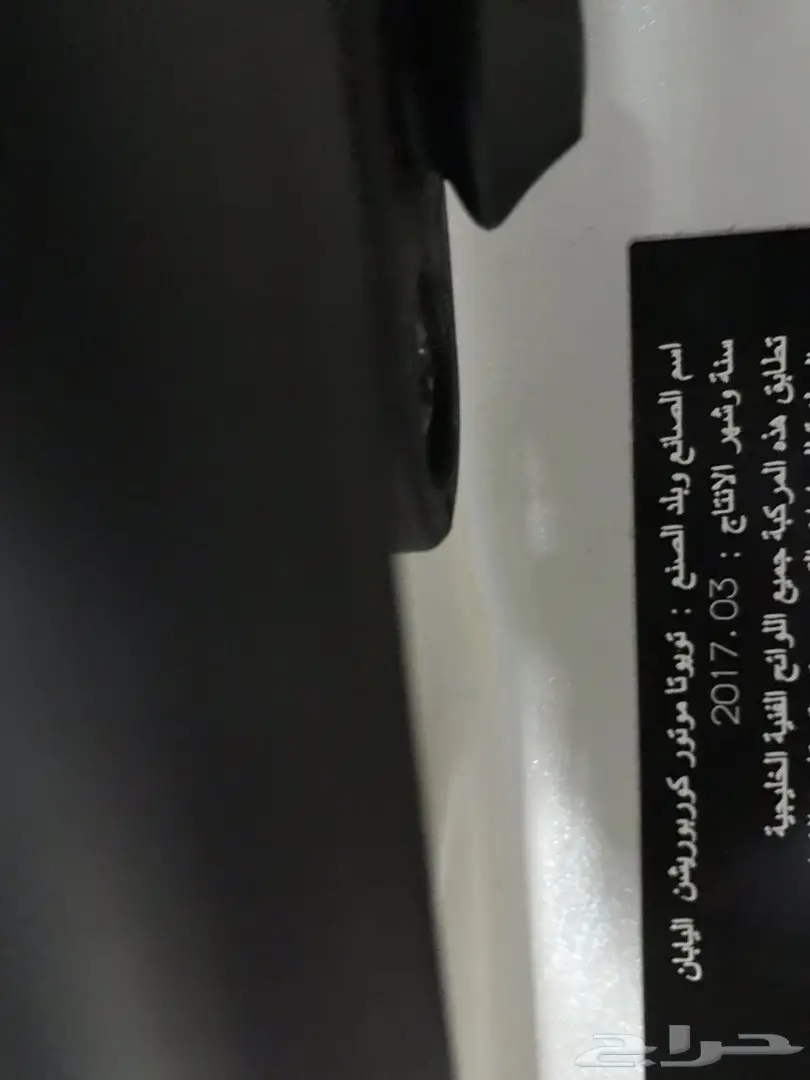 اسم الصانع وبلد الصنع : تويوتا موتور كوربوريشن اليابان
سنة وشهر الانتاج : 2017.03
تطابق هذه المركبة جميع اللوائح الفنية الخليجية
حراج